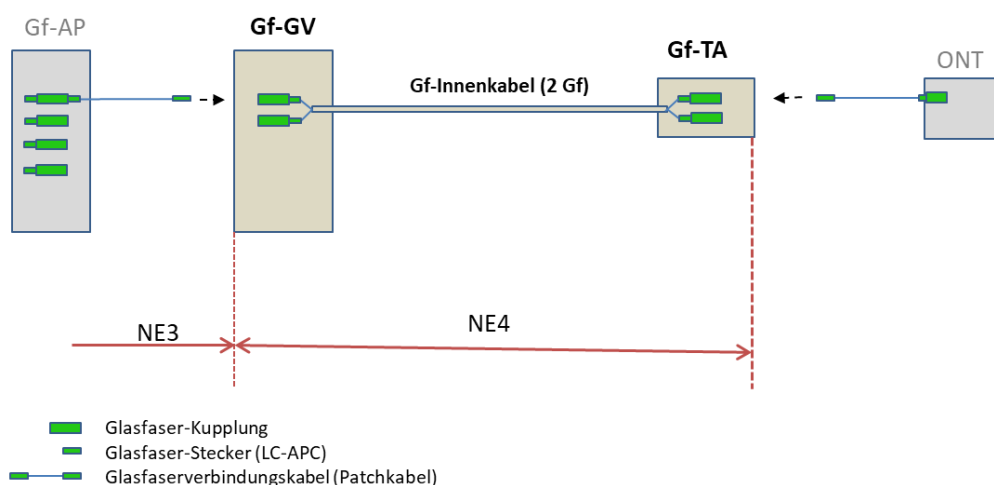 Gf-AP
Gf-GV
Gf-TA
ONT
Gf-Innenkabel (2 Gf)
NE3
NE4
Glasfaser-Kupplung
Glasfaser-Stecker (LC-APC)
Glasfaserverbindungskabel (Patchkabel)